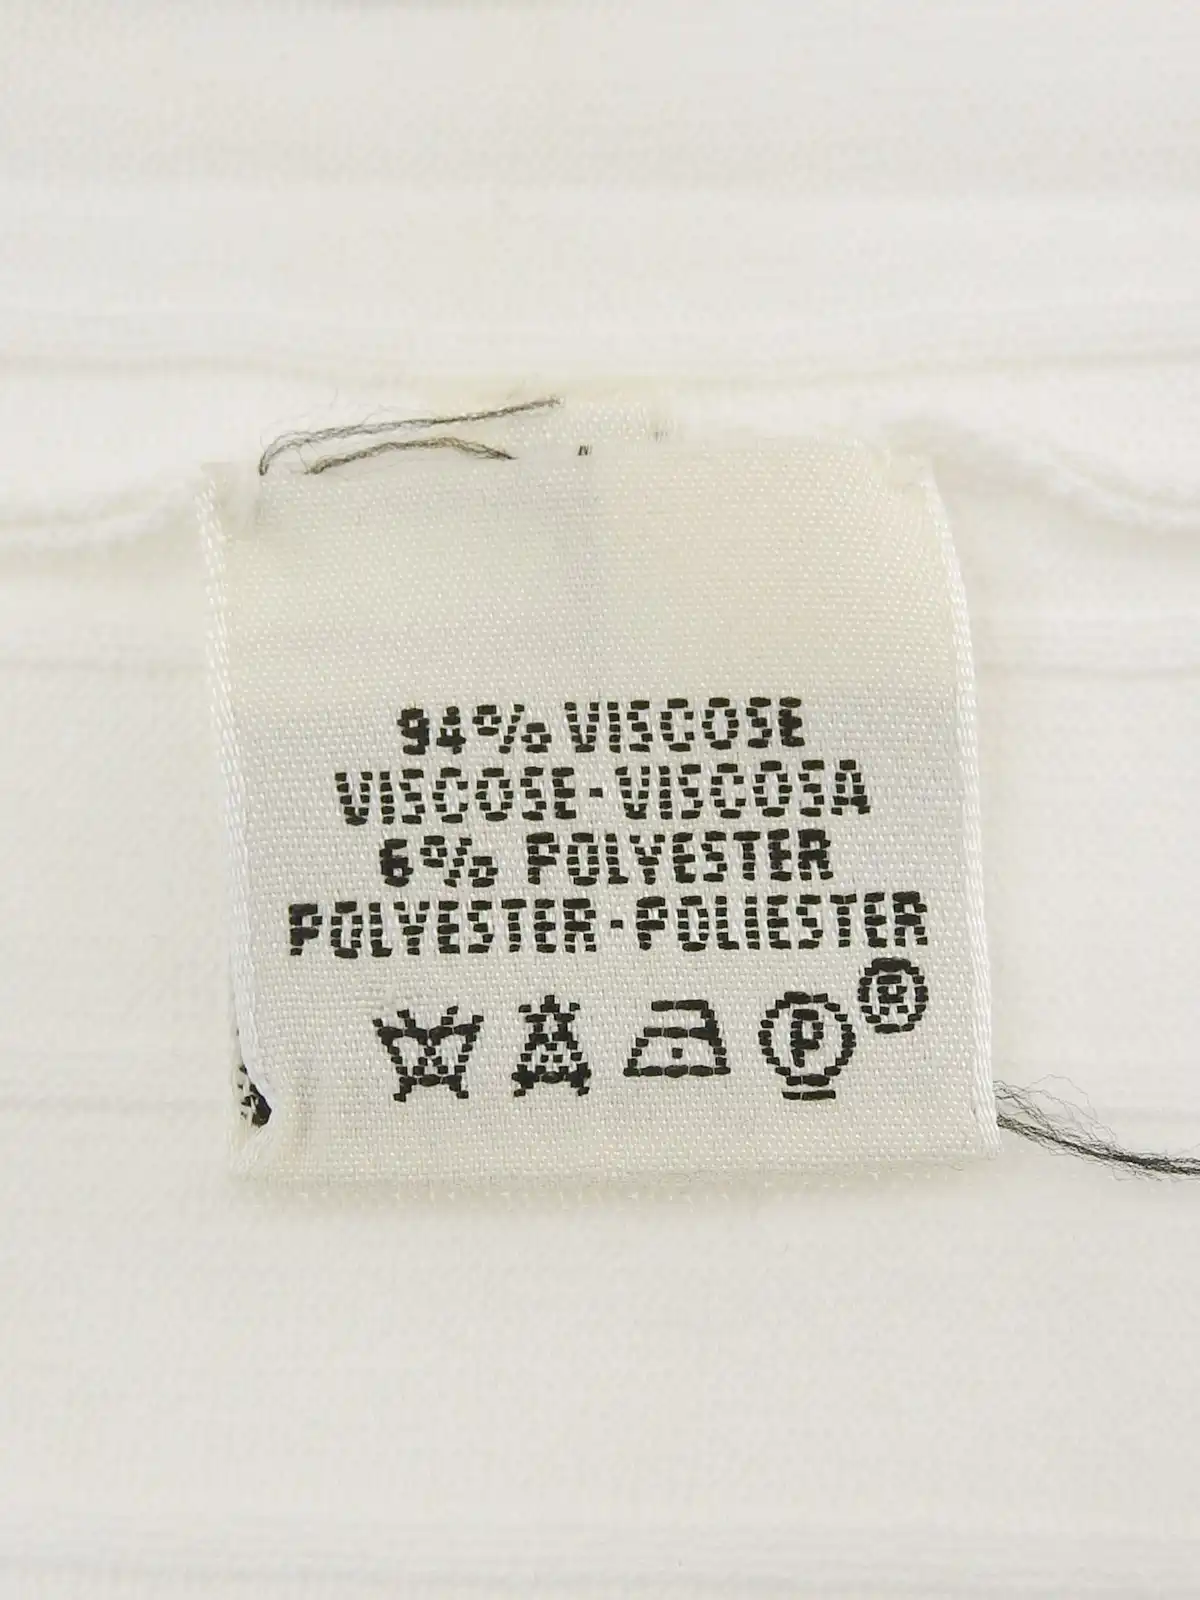 94% VISCOSE
VISCOSE-VISCOSA
6% POLYESTER
POLYESTER-POLIESTER
P ®